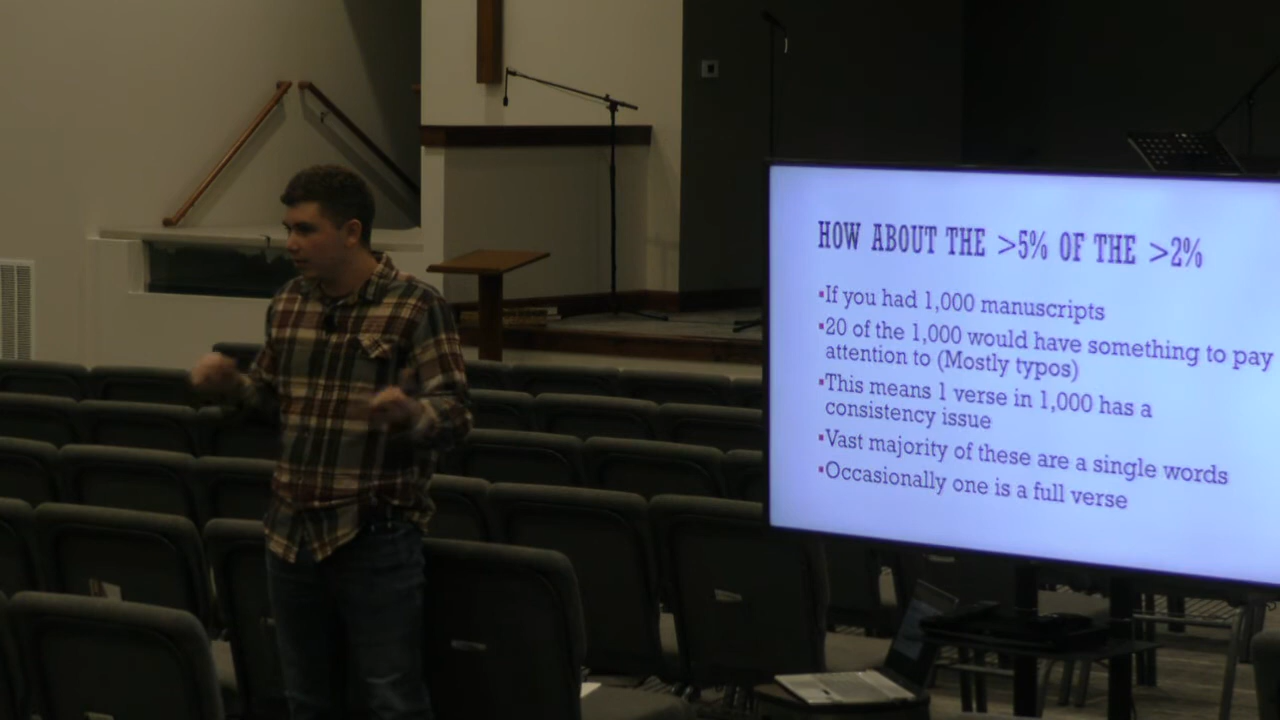 HOW ABOUT THE >5% OF THE >2%
▪If you had 1,000 manuscripts
▪20 of the 1,000 would have something to pay
attention to (Mostly typos)
▪This means 1 verse in 1,000 has a
consistency issue
▪Vast majority of these are a single words
▪Occasionally one is a full verse